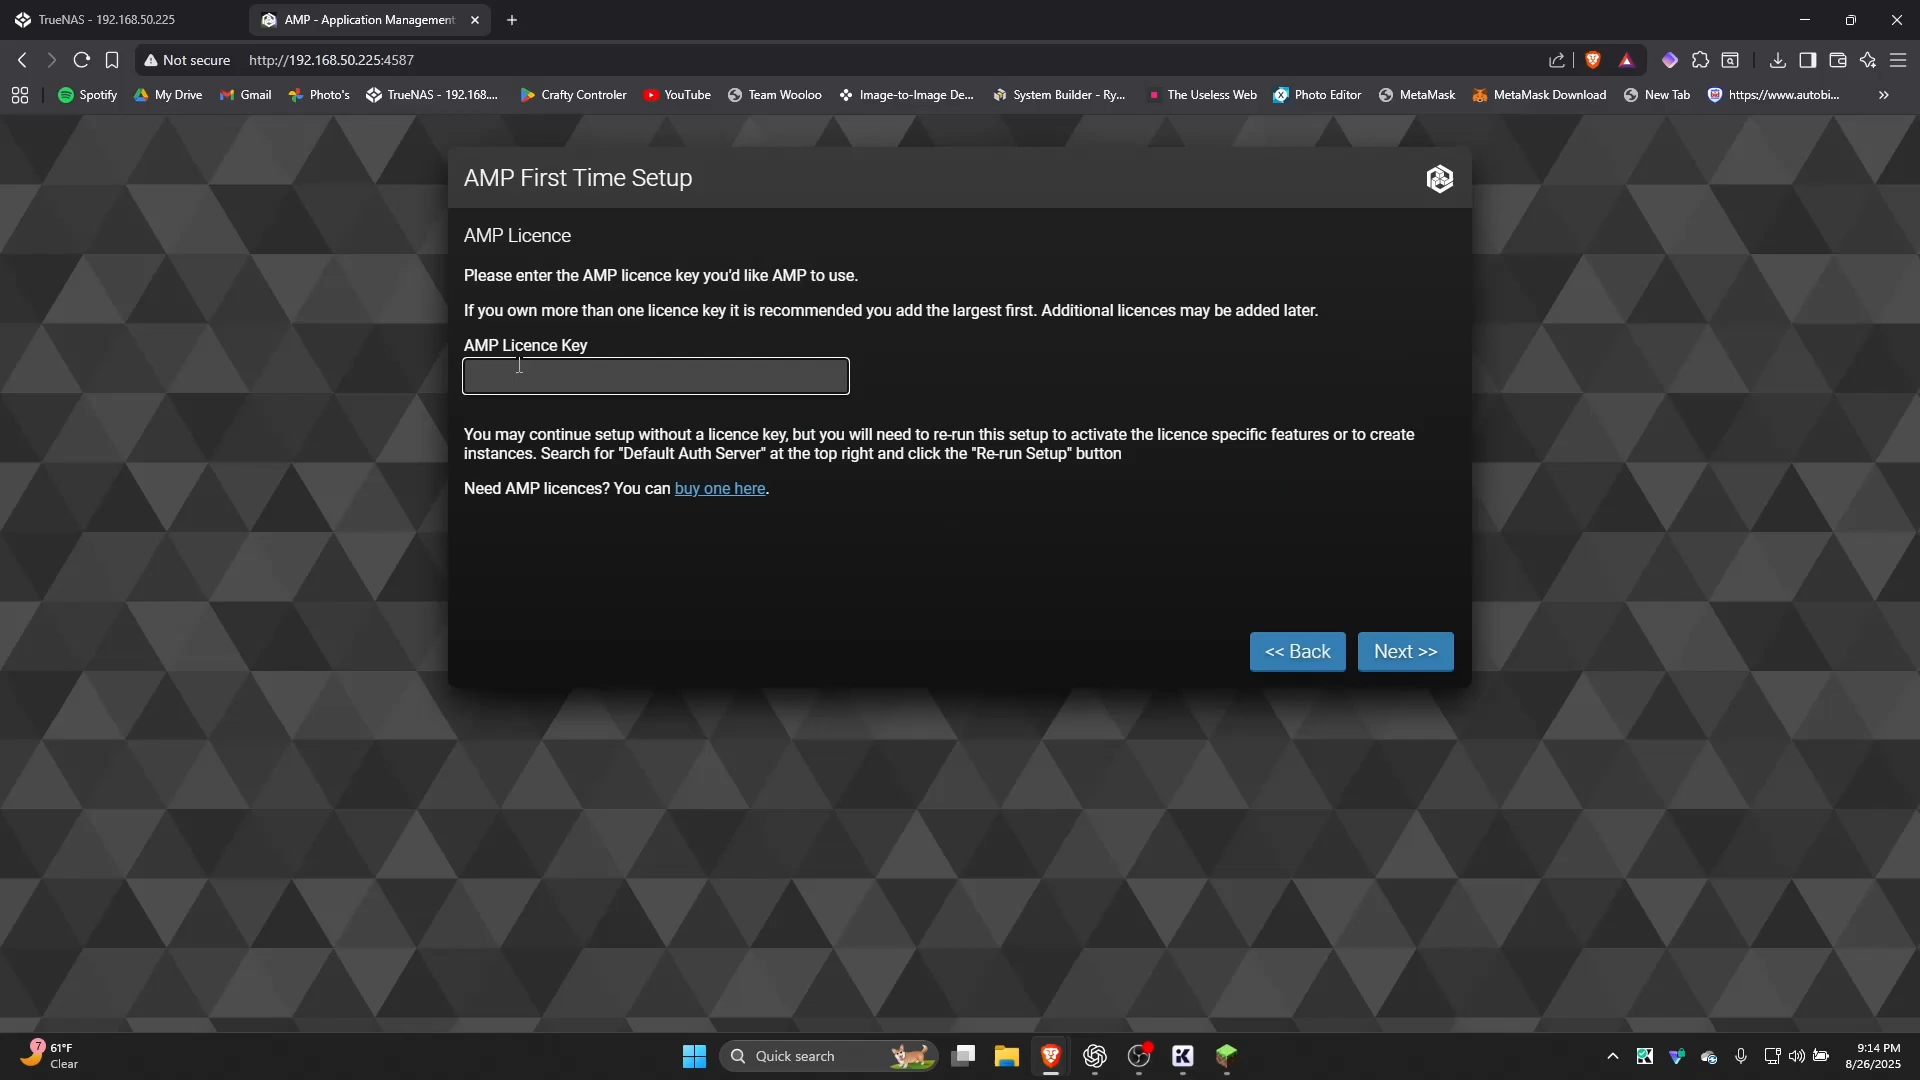 TrueNAS - 192.168.50.225
AMP - Application Management
Not secure
http://192.168.50.225:4587
Spotify
My Drive
Gmail
Photo's
TrueNAS - 192.168....
Crafty Controler
YouTube
Team Wooloo
Image-to-Image De...
System Builder - Ry...
The Useless Web
Photo Editor
MetaMask
MetaMask Download
New Tab
https://www.autobi...
AMP First Time Setup
AMP Licence
Please enter the AMP licence key you'd like AMP to use.
If you own more than one licence key it is recommended you add the largest first. Additional licences may be added later.
AMP Licence Key
You may continue setup without a licence key, but you will need to re-run this setup to activate the licence specific features or to create
instances. Search for "Default Auth Server" at the top right and click the "Re-run Setup" button
Need AMP licences? You can buy one here.
<< Back
Next >>
7
61°F
Clear
Quick search
9:14 PM
8/26/2025